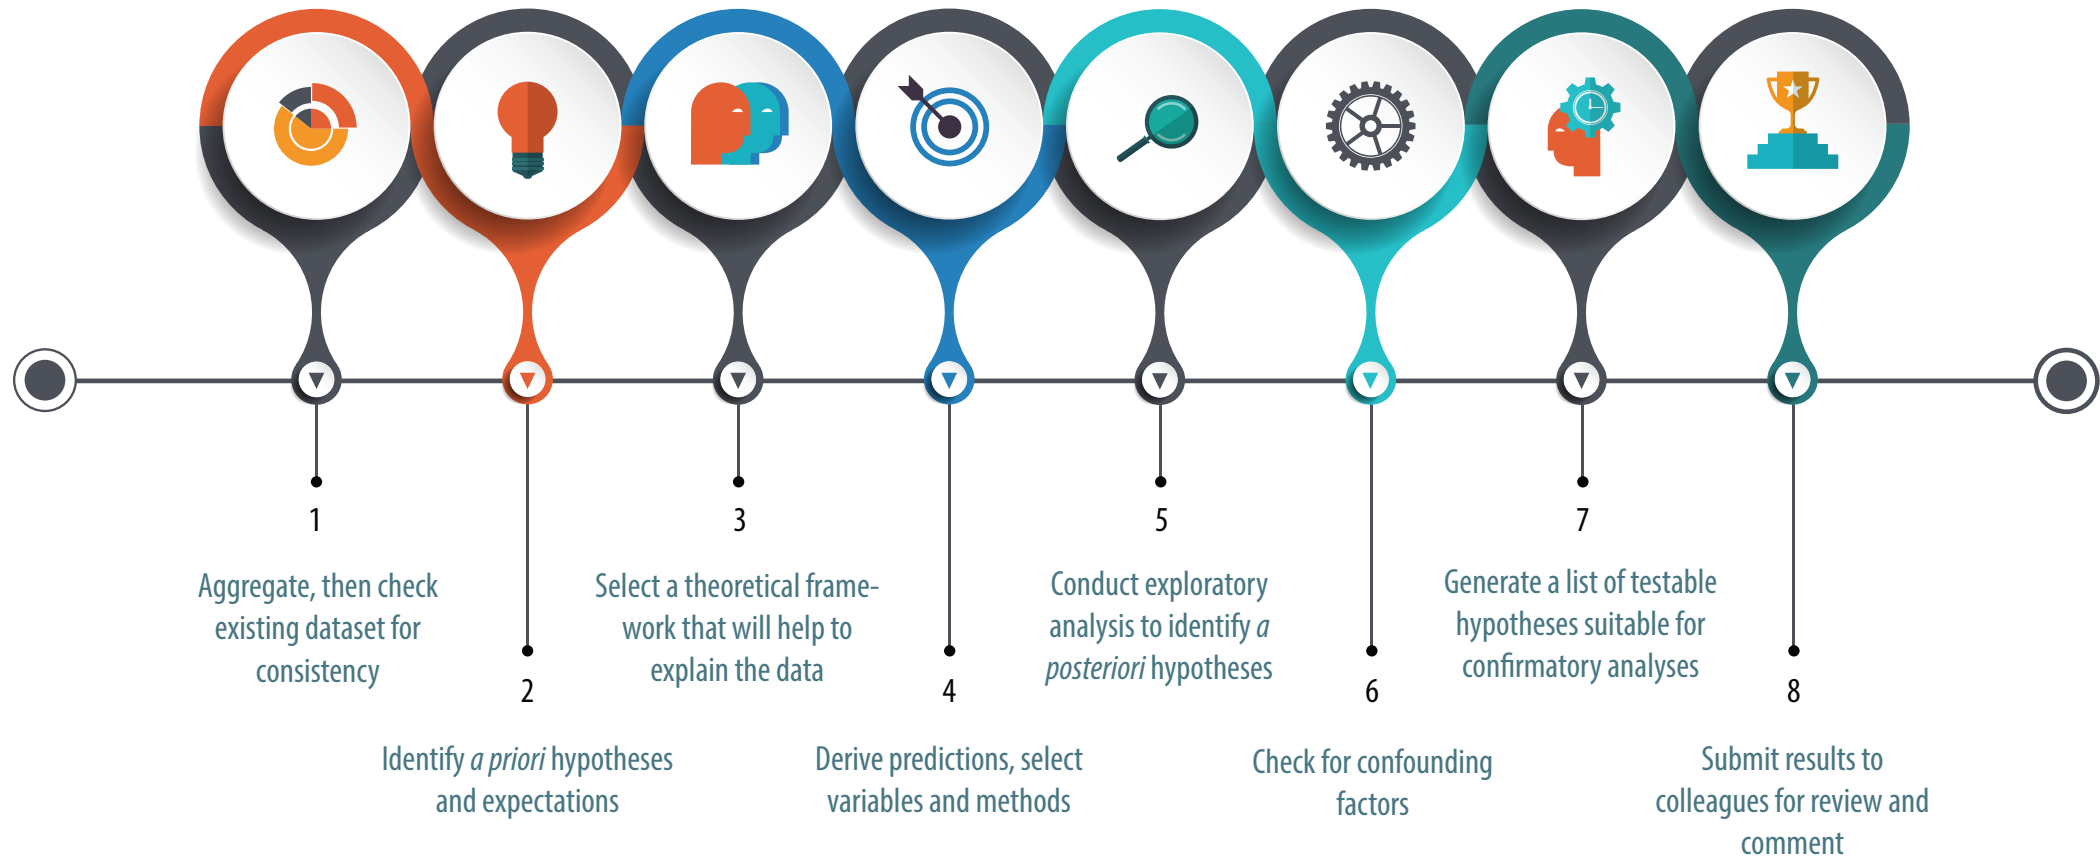 1
Aggregate, then check
existing dataset for
consistency
2
Identify a priori hypotheses
and expectations
3
Select a theoretical frame-
work that will help to
explain the data
4
Derive predictions, select
variables and methods
5
Conduct exploratory
analysis to identify a
posteriori hypotheses
6
Check for confounding
factors
7
Generate a list of testable
hypotheses suitable for
confirmatory analyses
8
Submit results to
colleagues for review and
comment